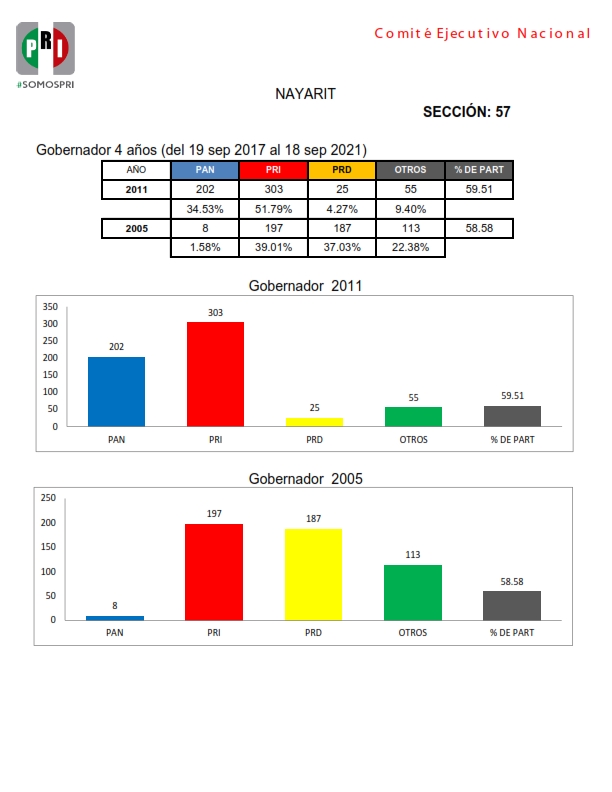 PRI
#SOMOSPRI
Comité Ejecutivo Nacional
NAYARIT
SECCIÓN: 57
Gobernador 4 años (del 19 sep 2017 al 18 sep 2021)
AÑO PAN PRI PRD OTROS % DE PART
2011 202 303 25 55 59.51
34.53% 51.79% 4.27% 9.40%
2005 8 197 187 113 58.58
1.58% 39.01% 37.03% 22.38%
Gobernador 2011
350
300
250
200
150
100
50
0
202
303
25
55
59.51
PAN PRI PRD OTROS % DE PART
Gobernador 2005
250
200
150
100
50
0
8
197
187
113
58.58
PAN PRI PRD OTROS % DE PART